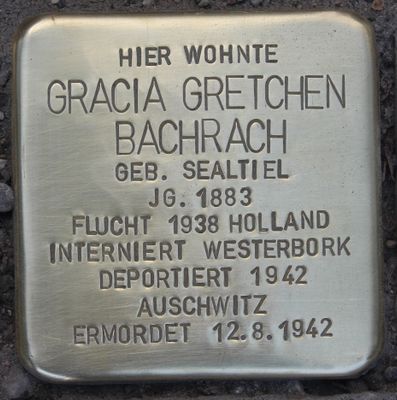 HIER WOHNTE
GRACIA GRETCHEN
BACHRACH
GEB. SEALTIEL
JG. 1883
FLUCHT 1938 HOLLAND
INTERNIERT WESTERBORK
DEPORTIERT 1942
AUSCHWITZ
ERMORDET 12.8.1942